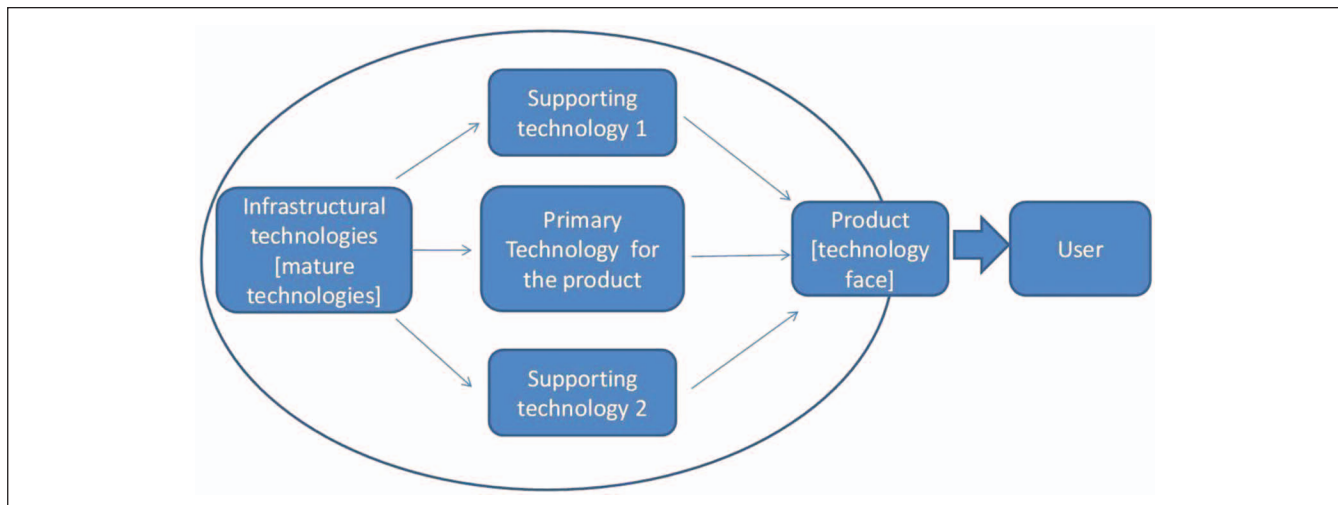 Supporting
technology 1
Infrastructural
technologies
[mature
technologies]
Primary
Technology for
the product
Product
[technology
face]
User
Supporting
technology 2